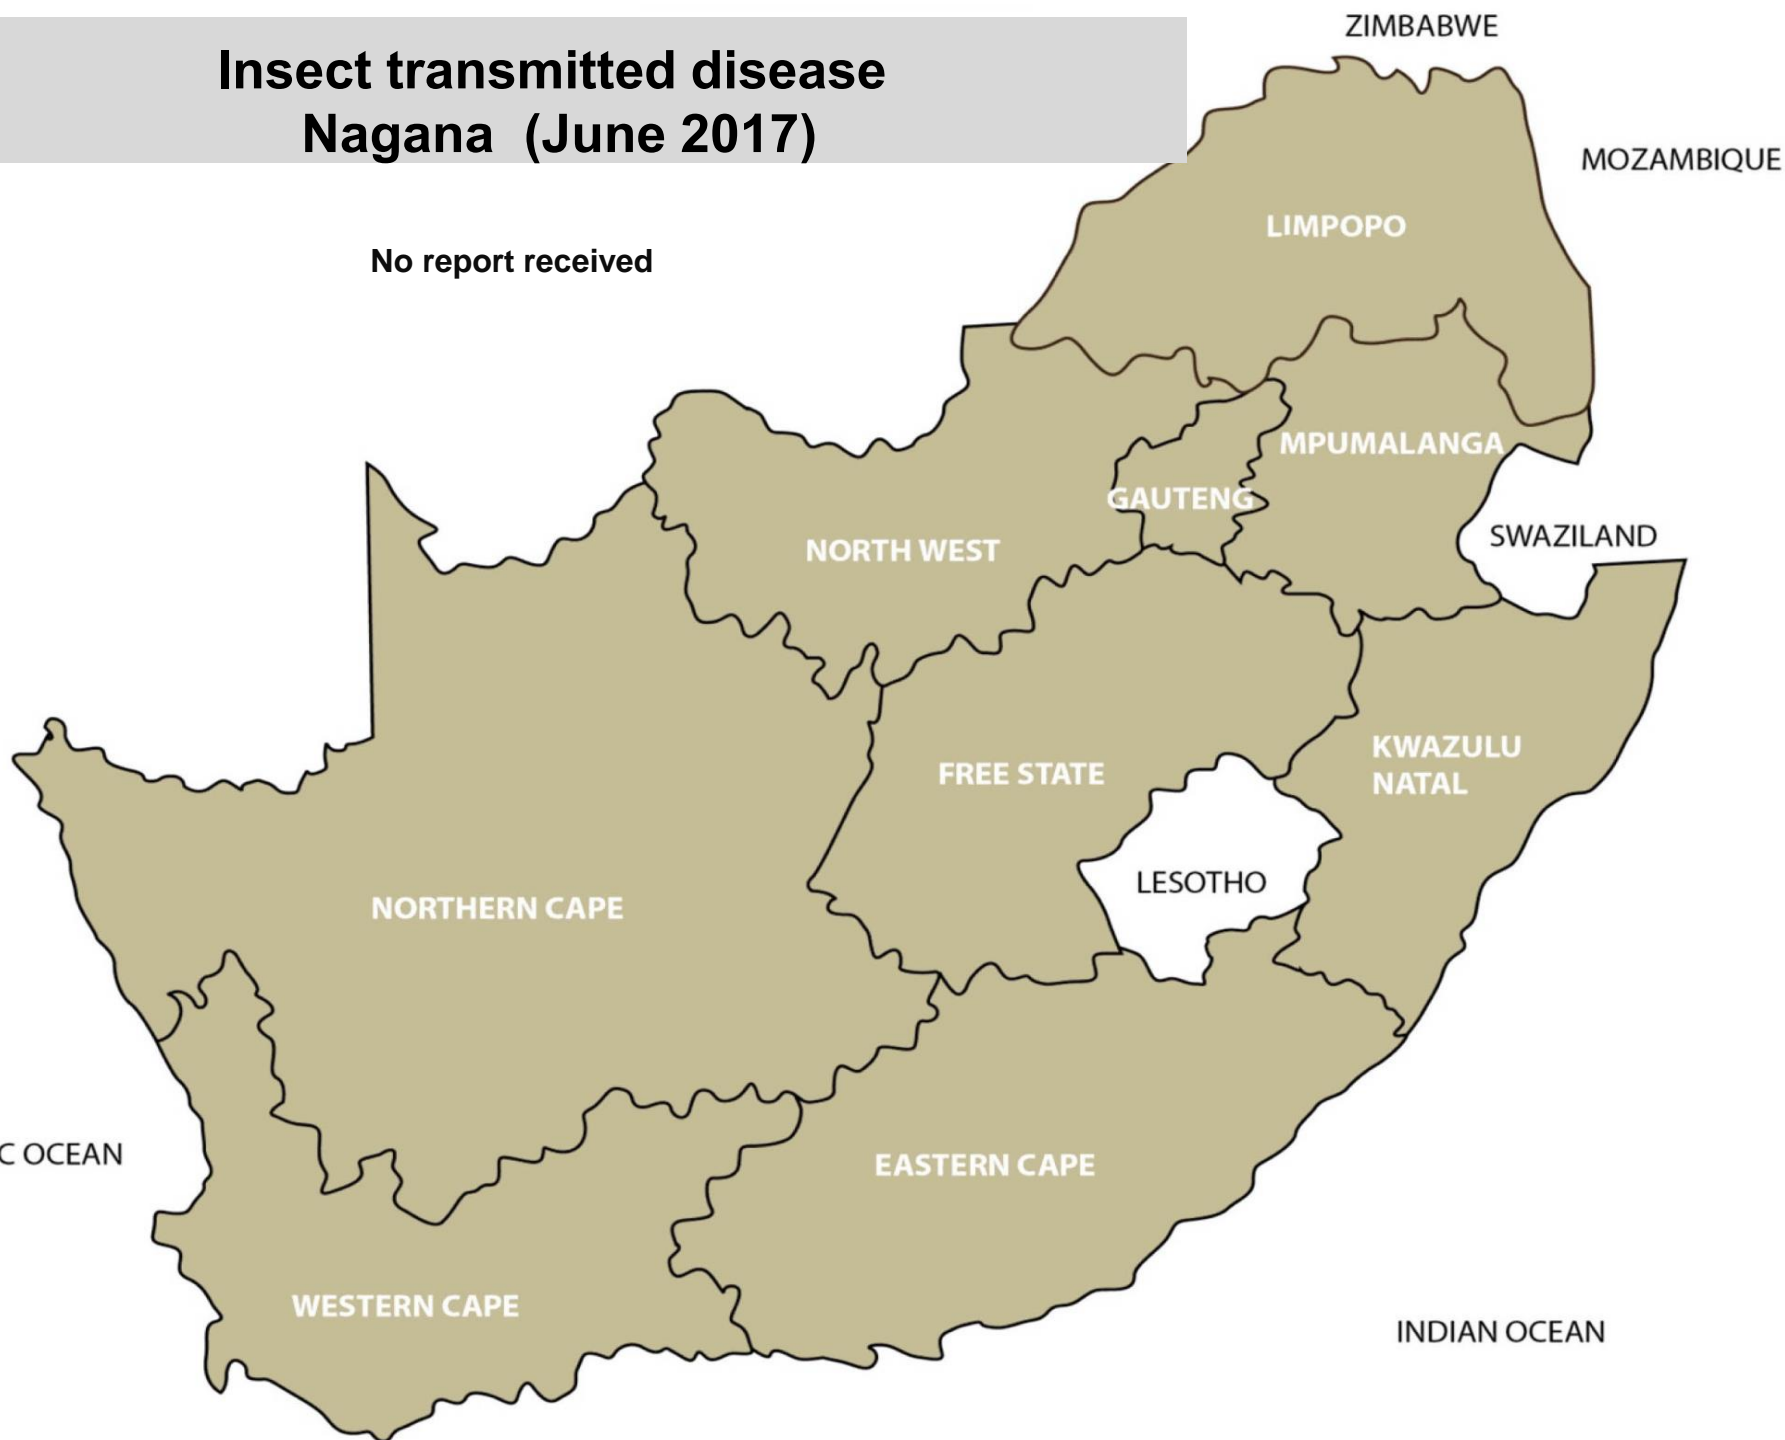 ZIMBABWE
Insect transmitted disease
Nagana (June 2017)
MOZAMBIQUE
LIMPOPO
No report received
MPUMALANGA
GAUTENG
SWAZILAND
NORTH WEST
KWAZULU
NATAL
FREE STATE
LESOTHO
NORTHERN CAPE
C OCEAN
EASTERN CAPE
WESTERN CAPE
INDIAN OCEAN